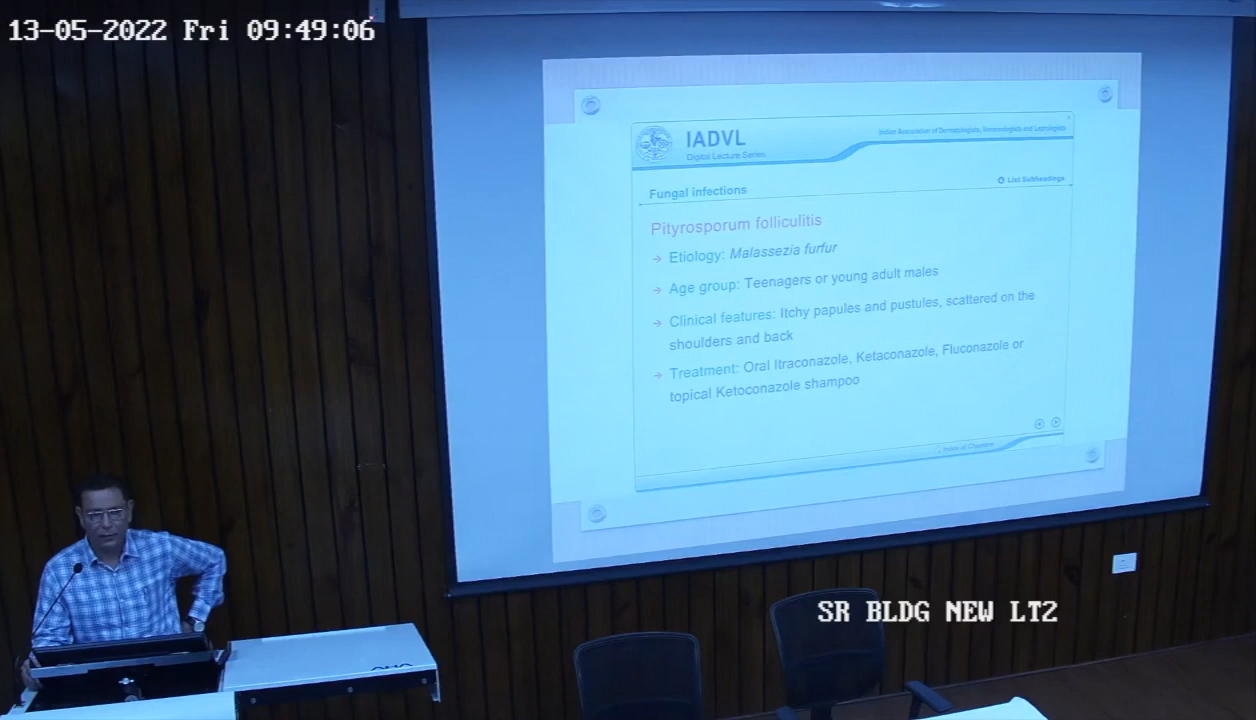 13-05-2022 Fri 09:49:06
IADVL
Digital Lecture Series
Indian Association of Dermatologists, Venereologists and Leprologists
Fungal infections
List Subheadings
Pityrosporum folliculitis
→ Etiology: Malassezia furfur
→ Age group: Teenagers or young adult males
→ Clinical features: Itchy papules and pustules, scattered on the
shoulders and back
→ Treatment: Oral Itraconazole, Ketaconazole, Fluconazole or
topical Ketoconazole shampoo
Index of Chapters
SR BLDG NEW LT2